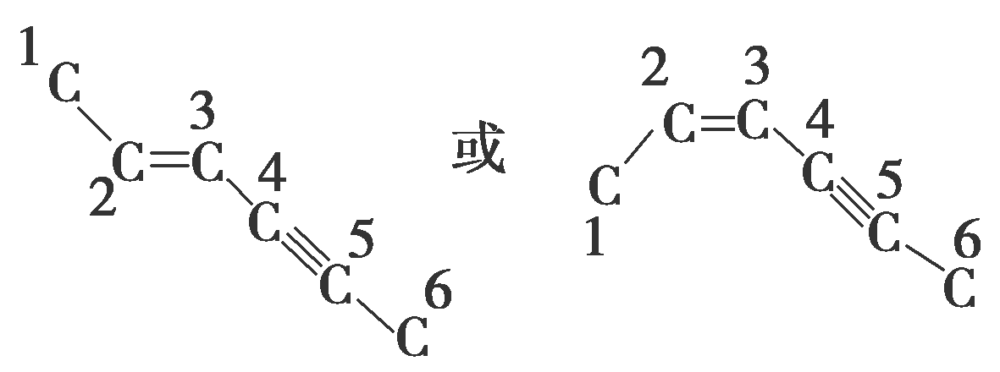 1 C C 2 = C 3 C 4 ≡ C 5 C 6
或
C 1 C 2 = C 3 C 4 ≡ C 5 C 6